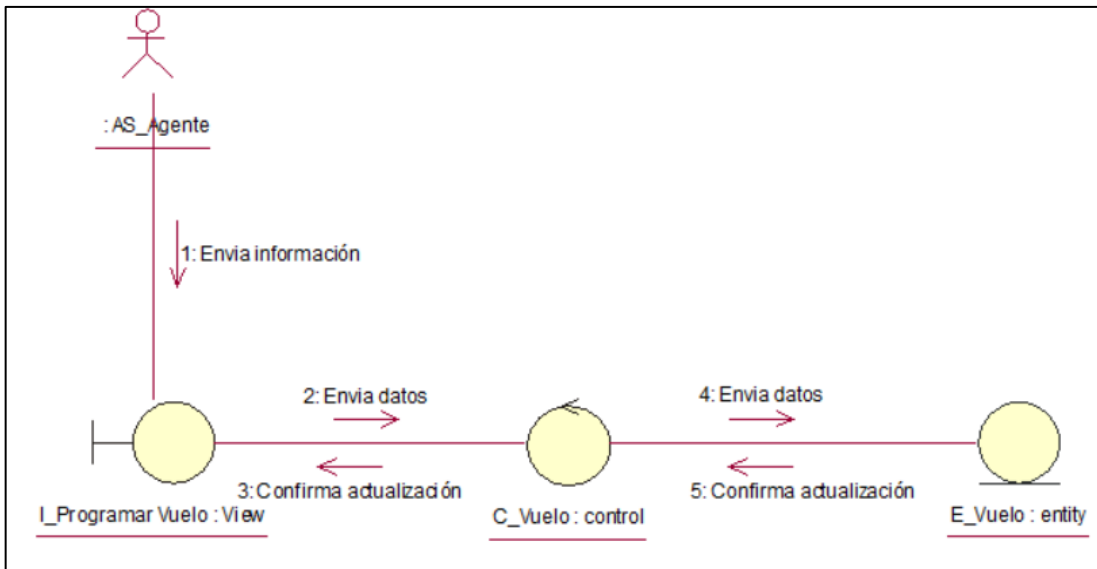 : AS_Agente
1: Envia información
2: Envia datos
4: Envia datos
3: Confirma actualización
5: Confirma actualización
I_Programar Vuelo : View
C_Vuelo : control
E_Vuelo : entity